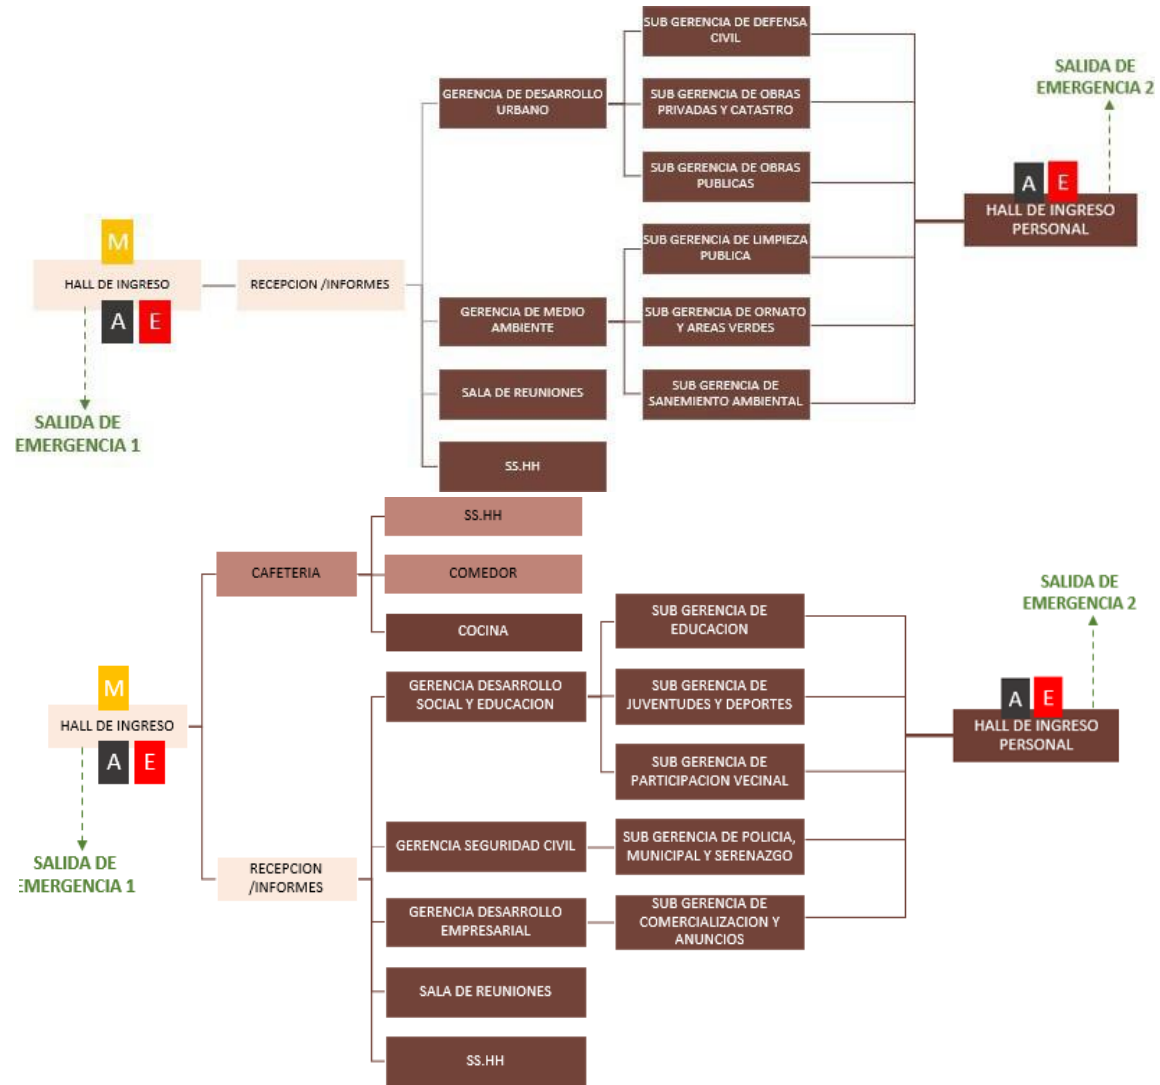 SUB GERENCIA DE DEFENSA
CIVIL
SALIDA DE
EMERGENCIA 2
GERENCIA DE DESARROLLO
URBANO
SUB GERENCIA DE OBRAS
PRIVADAS Y CATASTRO
SUB GERENCIA DE OBRAS
PUBLICAS
A
E
HALL DE INGRESO
PERSONAL
M
HALL DE INGRESO
A
E
RECEPCION /INFORMES
SUB GERENCIA DE LIMPIEZA
PUBLICA
GERENCIA DE MEDIO
AMBIENTE
SUB GERENCIA DE ORNATO
Y AREAS VERDES
SALA DE REUNIONES
SUB GERENCIA DE
SANEMIENTO AMBIENTAL
SALIDA DE
EMERGENCIA 1
SS.HH
SS.HH
CAFETERIA
COMEDOR
COCINA
SUB GERENCIA DE
EDUCACION
SALIDA DE
EMERGENCIA 2
M
HALL DE INGRESO
A
E
GERENCIA DESARROLLO
SOCIAL Y EDUCACION
SUB GERENCIA DE
JUVENTUDES Y DEPORTES
A
E
HALL DE INGRESO
PERSONAL
SUB GERENCIA DE
PARTICIPACION VECINAL
GERENCIA SEGURIDAD CIVIL
SUB GERENCIA DE POLICIA,
MUNICIPAL Y SERENAZGO
SALIDA DE
EMERGENCIA 1
RECEPCION
/INFORMES
GERENCIA DESARROLLO
EMPRESARIAL
SUB GERENCIA DE
COMERCIALIZACION Y
ANUNCIOS
SALA DE REUNIONES
SS.HH